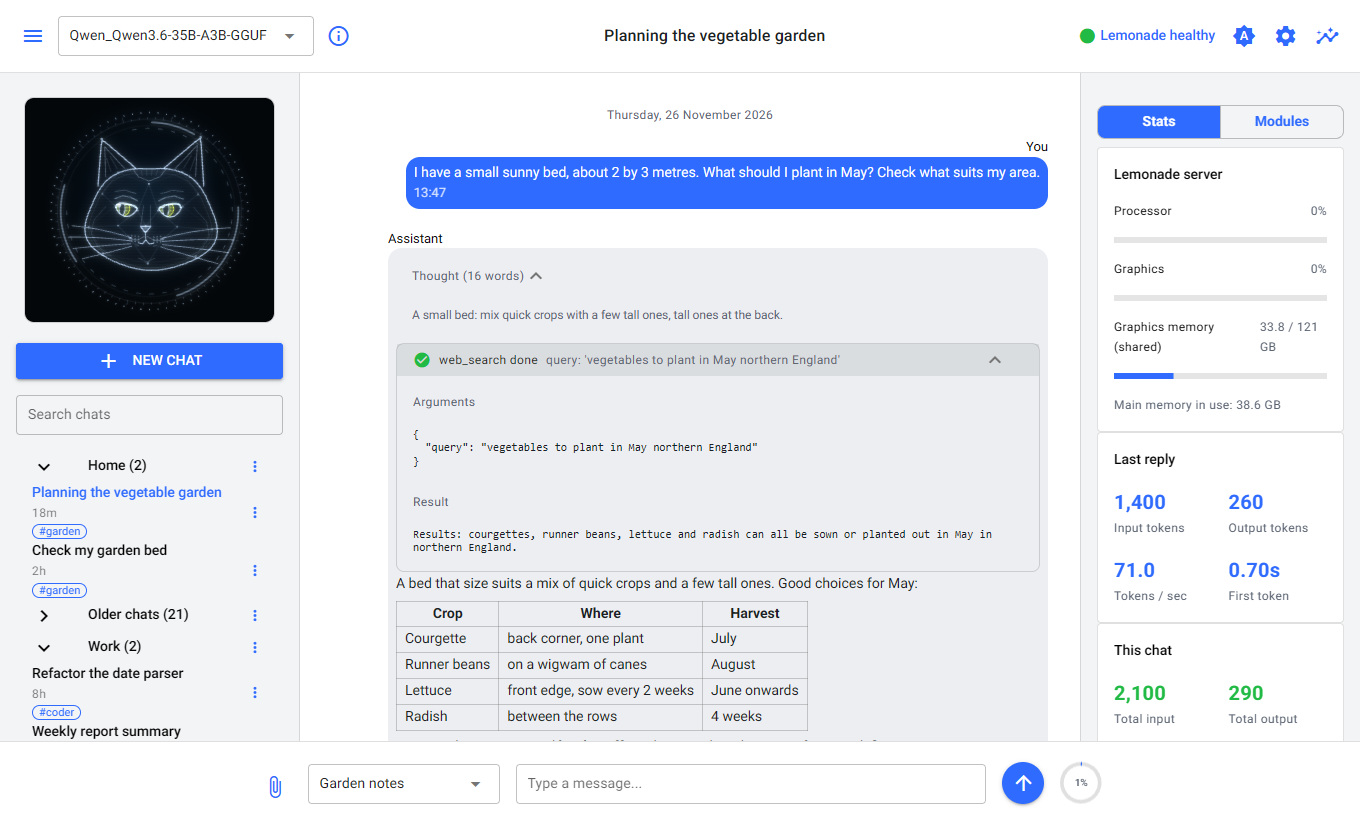 Qwen_Qwen3.6-35B-A3B-GGUF
Planning the vegetable garden
Lemonade healthy
A
NEW CHAT
Search chats
Home (2)
Planning the vegetable garden
18m
#garden
Check my garden bed
2h
#garden
Older chats (21)
Work (2)
Refactor the date parser
8h
#coder
Weekly report summary
Thursday, 26 November 2026
You
I have a small sunny bed, about 2 by 3 metres. What should I plant in May? Check what suits my area.
13:47
Assistant
Thought (16 words)
A small bed: mix quick crops with a few tall ones, tall ones at the back.
web_search done query: 'vegetables to plant in May northern England'
Arguments
{
"query": "vegetables to plant in May northern England"
}
Result
Results: courgettes, runner beans, lettuce and radish can all be sown or planted out in May in
northern England.
A bed that size suits a mix of quick crops and a few tall ones. Good choices for May:
Crop Where Harvest
Courgette back corner, one plant July
Runner beans on a wigwam of canes August
Lettuce front edge, sow every 2 weeks June onwards
Radish between the rows 4 weeks
Stats Modules
Lemonade server
Processor 0%
Graphics 0%
Graphics memory 33.8 / 121
(shared) GB
Main memory in use: 38.6 GB
Last reply
1,400 260
Input tokens Output tokens
71.0 0.70s
Tokens / sec First token
This chat
2,100 290
Total input Total output
Garden notes
Type a message...
1%